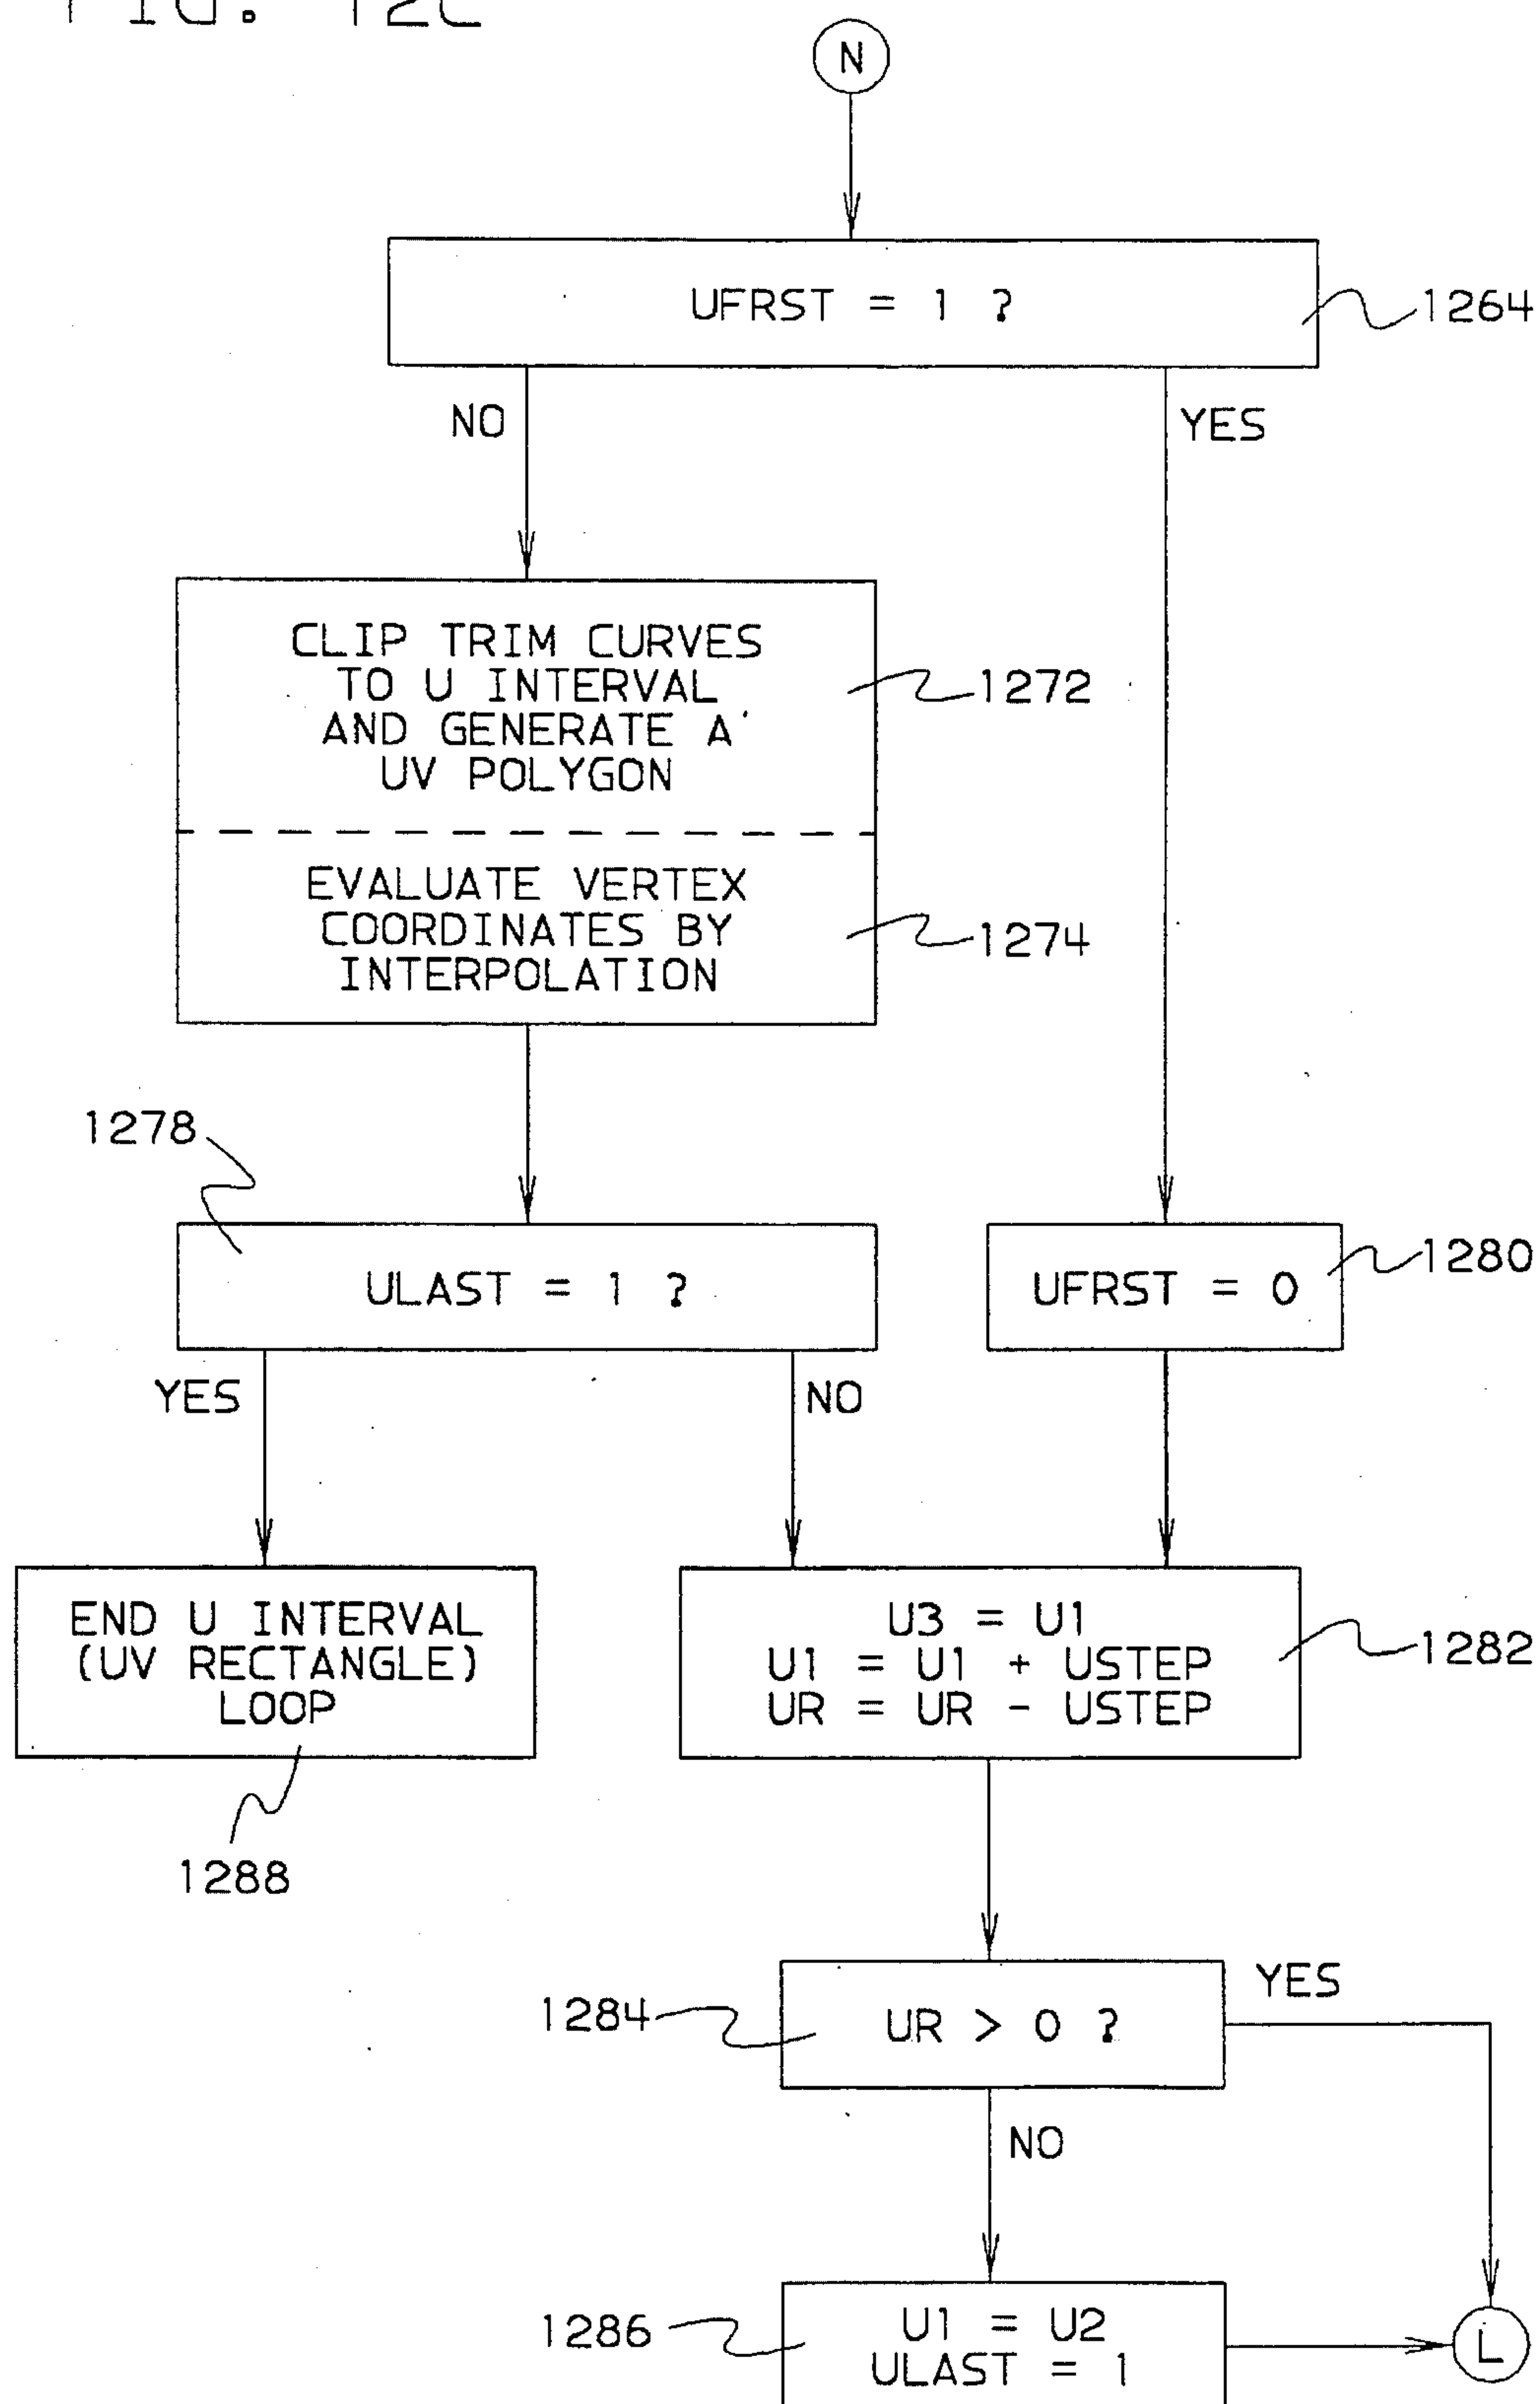 FIG. 12C
N
UFRST = 1 ?
1264
NO
YES
CLIP TRIM CURVES
TO U INTERVAL
AND GENERATE A
UV POLYGON
1272
EVALUATE VERTEX
COORDINATES BY
INTERPOLATION
1274
1278
ULAST = 1 ?
UFRST = 0
1280
YES
NO
END U INTERVAL
(UV RECTANGLE)
LOOP
1288
U3 = U1
U1 = U1 + USTEP
UR = UR - USTEP
1282
1284
UR > 0 ?
YES
NO
1286
U1 = U2
ULAST = 1
L